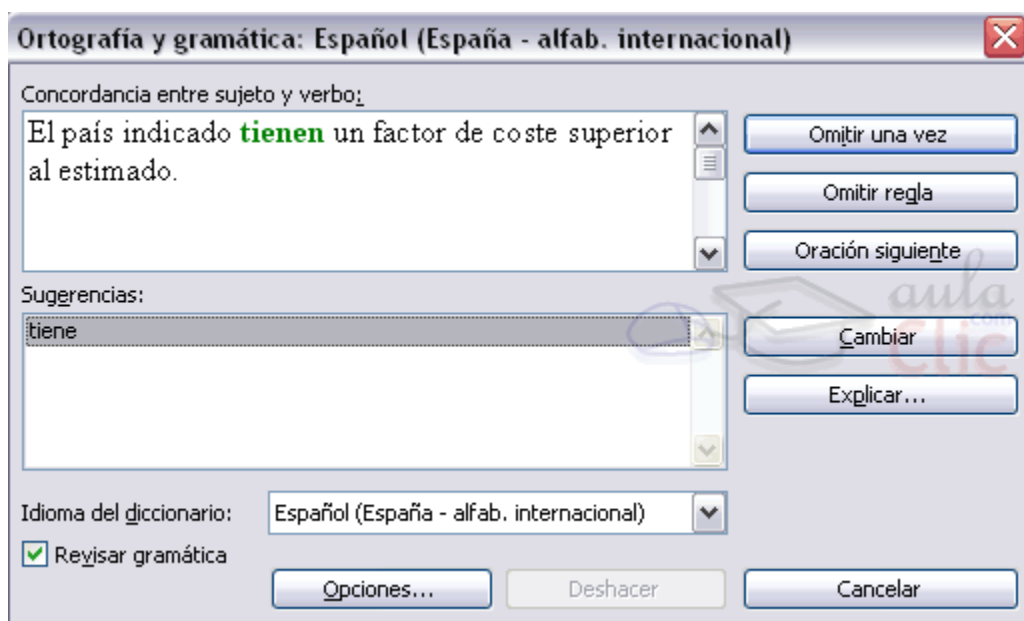 Ortografía y gramática: Español (España - alfab. internacional)
Concordancia entre sujeto y verbo:
El país indicado tienen un factor de coste superior
al estimado.
Omitir una vez
Omitir regla
Oración siguiente
Sugerencias:
tiene
aula
.com
Clic
Cambiar
Explicar...
Idioma del diccionario:
Español (España - alfab. internacional)
Revisar gramática
Opciones...
Deshacer
Cancelar